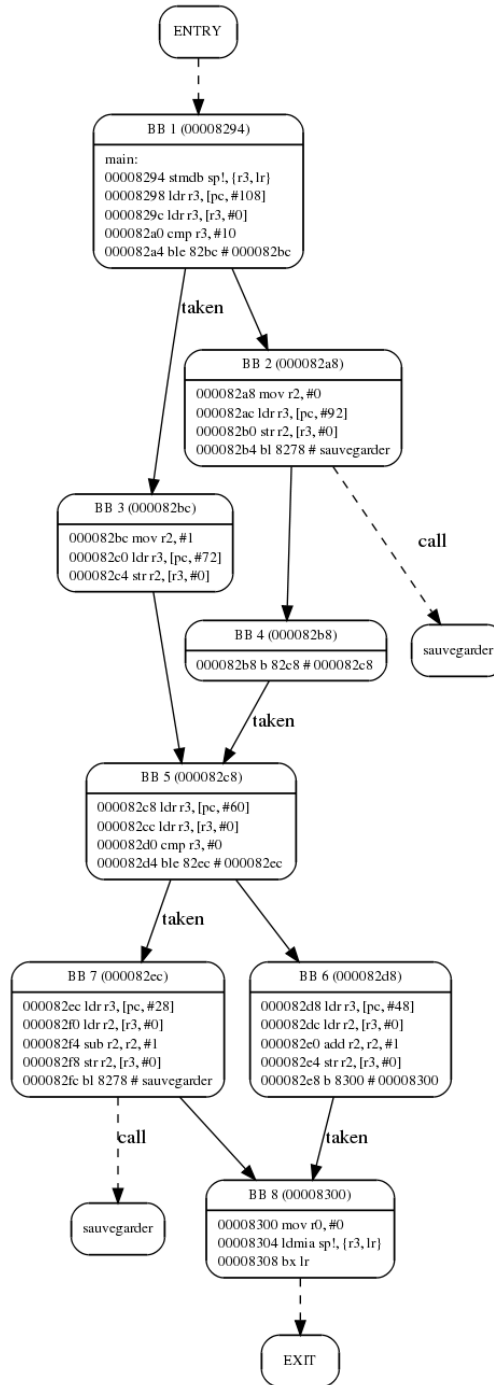 ENTRY
BB 1 (00008294)
main:
00008294 stmdb sp!, {r3, lr}
00008298 ldr r3, [pc, #108]
0000829c ldr r3, [r3, #0]
000082a0 cmp r3, #10
000082a4 ble 82bc # 000082bc
taken
BB 2 (000082a8)
000082a8 mov r2, #0
000082ac ldr r3, [pc, #92]
000082b0 str r2, [r3, #0]
000082b4 bl 8278 # sauvegarder
BB 3 (000082bc)
000082bc mov r2, #1
000082c0 ldr r3, [pc, #72]
000082c4 str r2, [r3, #0]
call
BB 4 (000082b8)
000082b8 b 82c8 # 000082c8
sauvegarder
taken
BB 5 (000082c8)
000082c8 ldr r3, [pc, #60]
000082cc ldr r3, [r3, #0]
000082d0 cmp r3, #0
000082d4 ble 82ec # 000082ec
taken
BB 7 (000082ec)
000082ec ldr r3, [pc, #28]
000082f0 ldr r2, [r3, #0]
000082f4 sub r2, r2, #1
000082f8 str r2, [r3, #0]
000082fc bl 8278 # sauvegarder
BB 6 (000082d8)
000082d8 ldr r3, [pc, #48]
000082dc ldr r2, [r3, #0]
000082e0 add r2, r2, #1
000082e4 str r2, [r3, #0]
000082e8 b 8300 # 00008300
call
taken
sauvegarder
BB 8 (00008300)
00008300 mov r0, #0
00008304 ldmia sp!, {r3, lr}
00008308 bx lr
EXIT